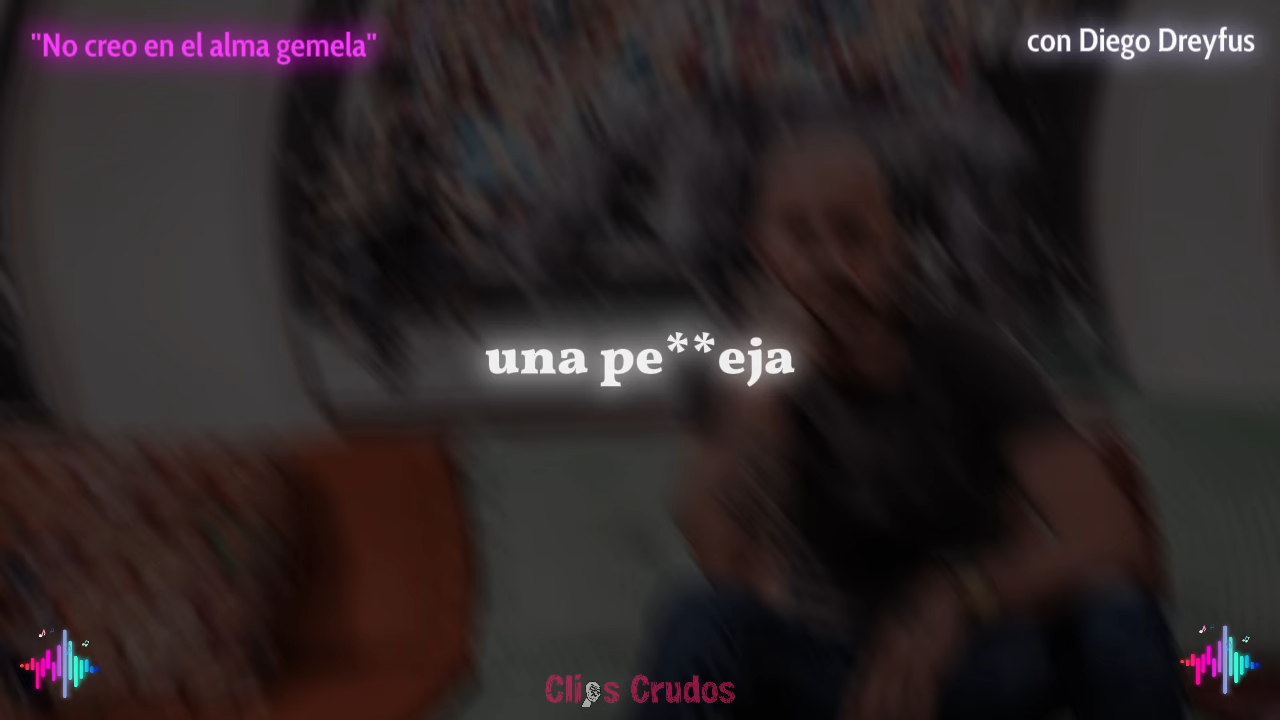 "No creo en el alma gemela"
con Diego Dreyfus
una pe**eja
Clips Crudos